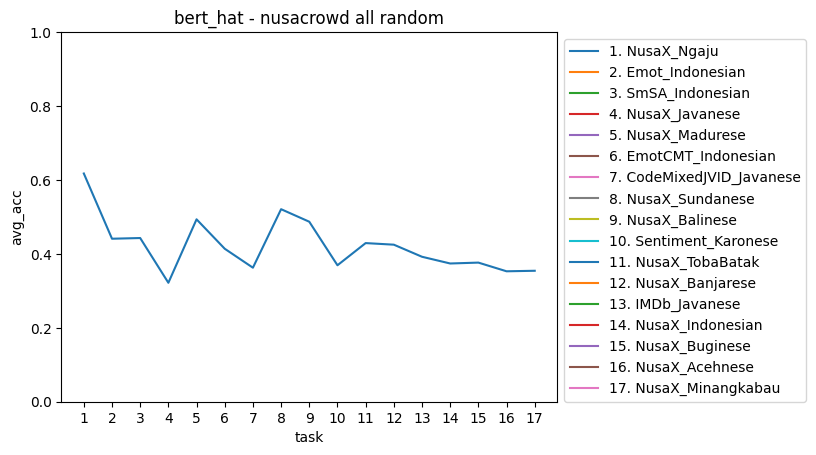 bert_hat - nusacrowd all random
1.0
0.8
0.6
0.4
0.2
0.0
avg_acc
1 2 3 4 5 6 7 8 9 10 11 12 13 14 15 16 17
task
1. NusaX_Ngaju
2. Emot_Indonesian
3. SmSA_Indonesian
4. NusaX_Javanese
5. NusaX_Madurese
6. EmotCMT_Indonesian
7. CodeMixedJVID_Javanese
8. NusaX_Sundanese
9. NusaX_Balinese
10. Sentiment_Karonese
11. NusaX_TobaBatak
12. NusaX_Banjarese
13. IMDb_Javanese
14. NusaX_Indonesian
15. NusaX_Buginese
16. NusaX_Acehnese
17. NusaX_Minangkabau